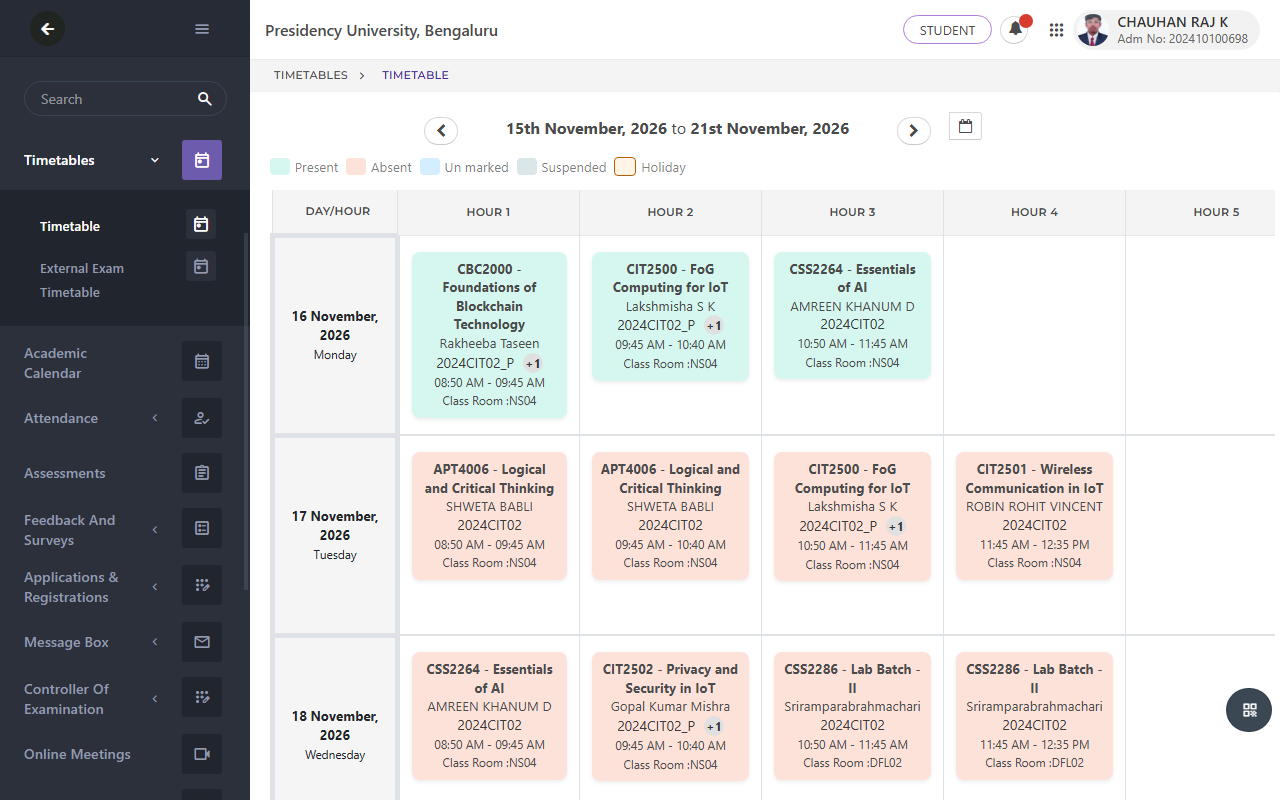 Presidency University, Bengaluru
STUDENT
CHAUHAN RAJ K
Adm No: 202410100698
TIMETABLES > TIMETABLE
Search
Timetables
Timetable
External Exam
Timetable
Academic
Calendar
Attendance
Assessments
Feedback And
Surveys
Applications &
Registrations
Message Box
Controller Of
Examination
Online Meetings
15th November, 2026 to 21st November, 2026
Present Absent Un marked Suspended Holiday
DAY/HOUR HOUR 1 HOUR 2 HOUR 3 HOUR 4 HOUR 5
16 November,
2026
Monday
CBC2000 -
Foundations of
Blockchain
Technology
Rakheeba Taseen
2024CIT02_P +1
08:50 AM - 09:45 AM
Class Room :NS04
CIT2500 - FoG
Computing for IoT
Lakshmisha S K
2024CIT02_P +1
09:45 AM - 10:40 AM
Class Room :NS04
CSS2264 - Essentials
of AI
AMREEN KHANUM D
2024CIT02
10:50 AM - 11:45 AM
Class Room :NS04
17 November,
2026
Tuesday
APT4006 - Logical
and Critical Thinking
SHWETA BABLI
2024CIT02
08:50 AM - 09:45 AM
Class Room :NS04
APT4006 - Logical and
Critical Thinking
SHWETA BABLI
2024CIT02
09:45 AM - 10:40 AM
Class Room :NS04
CIT2500 - FoG
Computing for IoT
Lakshmisha S K
2024CIT02_P +1
10:50 AM - 11:45 AM
Class Room :NS04
CIT2501 - Wireless
Communication in IoT
ROBIN ROHIT VINCENT
2024CIT02
11:45 AM - 12:35 PM
Class Room :NS04
18 November,
2026
Wednesday
CSS2264 - Essentials
of AI
AMREEN KHANUM D
2024CIT02
08:50 AM - 09:45 AM
Class Room :NS04
CIT2502 - Privacy and
Security in IoT
Gopal Kumar Mishra
2024CIT02_P +1
09:45 AM - 10:40 AM
Class Room :NS04
CSS2286 - Lab Batch -
II
Sriramparabrahmachari
2024CIT02
10:50 AM - 11:45 AM
Class Room :DFL02
CSS2286 - Lab Batch -
II
Sriramparabrahmachari
2024CIT02
11:45 AM - 12:35 PM
Class Room :DFL02